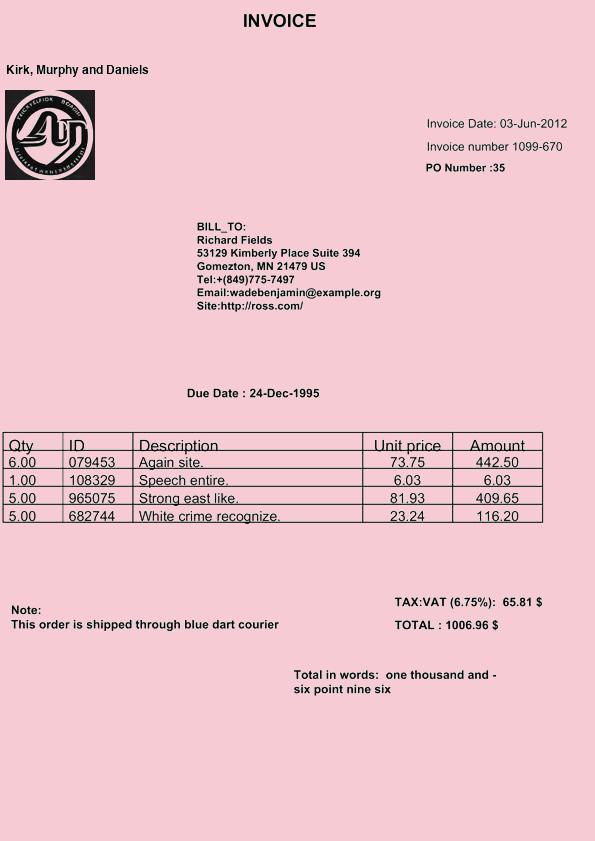 INVOICE
Kirk, Murphy and Daniels
Invoice Date: 03-Jun-2012
Invoice number 1099-670
PO Number :35
BILL_TO:
Richard Fields
53129 Kimberly Place Suite 394
Gomezton, MN 21479 US
Tel:+(849)775-7497
Email:wadebenjamin@example.org
Site:http://ross.com/
Due Date : 24-Dec-1995
Qty ID Description Unit price Amount
6.00 079453 Again site. 73.75 442.50
1.00 108329 Speech entire. 6.03 6.03
5.00 965075 Strong east like. 81.93 409.65
5.00 682744 White crime recognize. 23.24 116.20
TAX:VAT (6.75%): 65.81 $
Note:
This order is shipped through blue dart courier
TOTAL : 1006.96 $
Total in words: one thousand and -
six point nine six